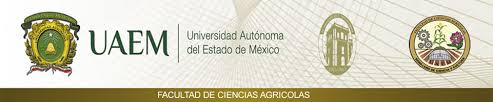 UAEM
Universidad Autónoma
del Estado de México
FACULTAD DE CIENCIAS AGRICOLAS